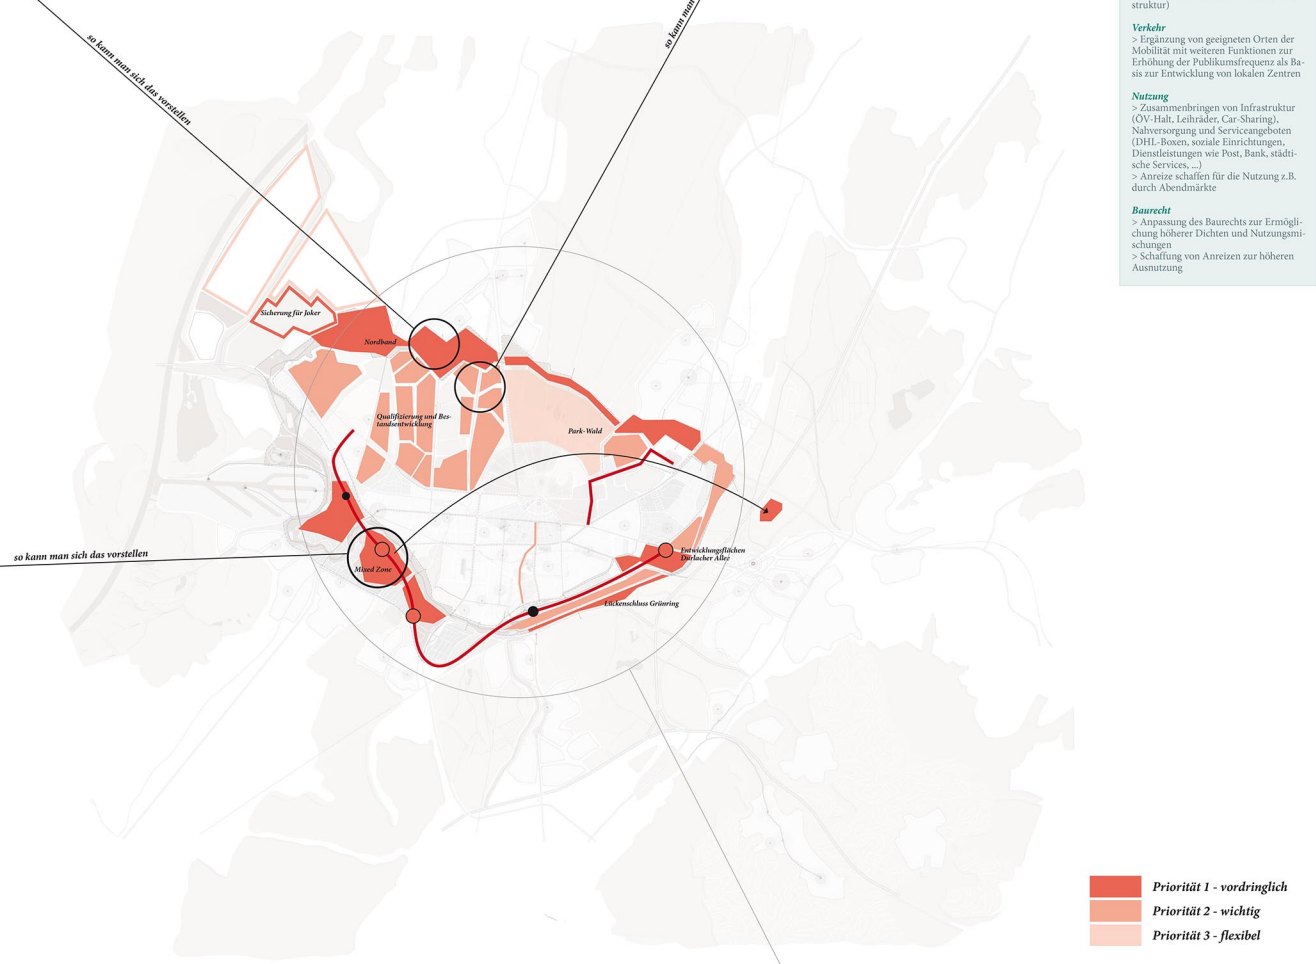 struktur)
Verkehr
> Ergänzung von geeigneten Orten der
Mobilität mit weiteren Funktionen zur
Erhöhung der Publikumsfrequenz als Ba-
sis zur Entwicklung von lokalen Zentren
Nutzung
> Zusammenbringen von Infrastruktur
(ÖV-Halt, Leihräder, Car-Sharing),
Nahversorgung und Serviceangeboten
(DHL-Boxen, soziale Einrichtungen,
Dienstleistungen wie Post, Bank, städti-
sche Services, ...)
> Anreize schaffen für die Nutzung z.B.
durch Abendmärkte
Baurecht
> Anpassung des Baurechts zur Ermögli-
chung höherer Dichten und Nutzungsmi-
schungen
> Schaffung von Anreizen zur höheren
Ausnutzung
so kann man sich das vorstellen
so kann man
Sicherung für Joker
Nordband
Qualifizierung und Bes-
tandsentwicklung
Park-Wald
so kann man sich das vorstellen
Mixed Zone
Entwicklungsflächen
Durlacher Allee
Lückenschluss Grünring
Priorität 1 - vordringlich
Priorität 2 - wichtig
Priorität 3 - flexibel